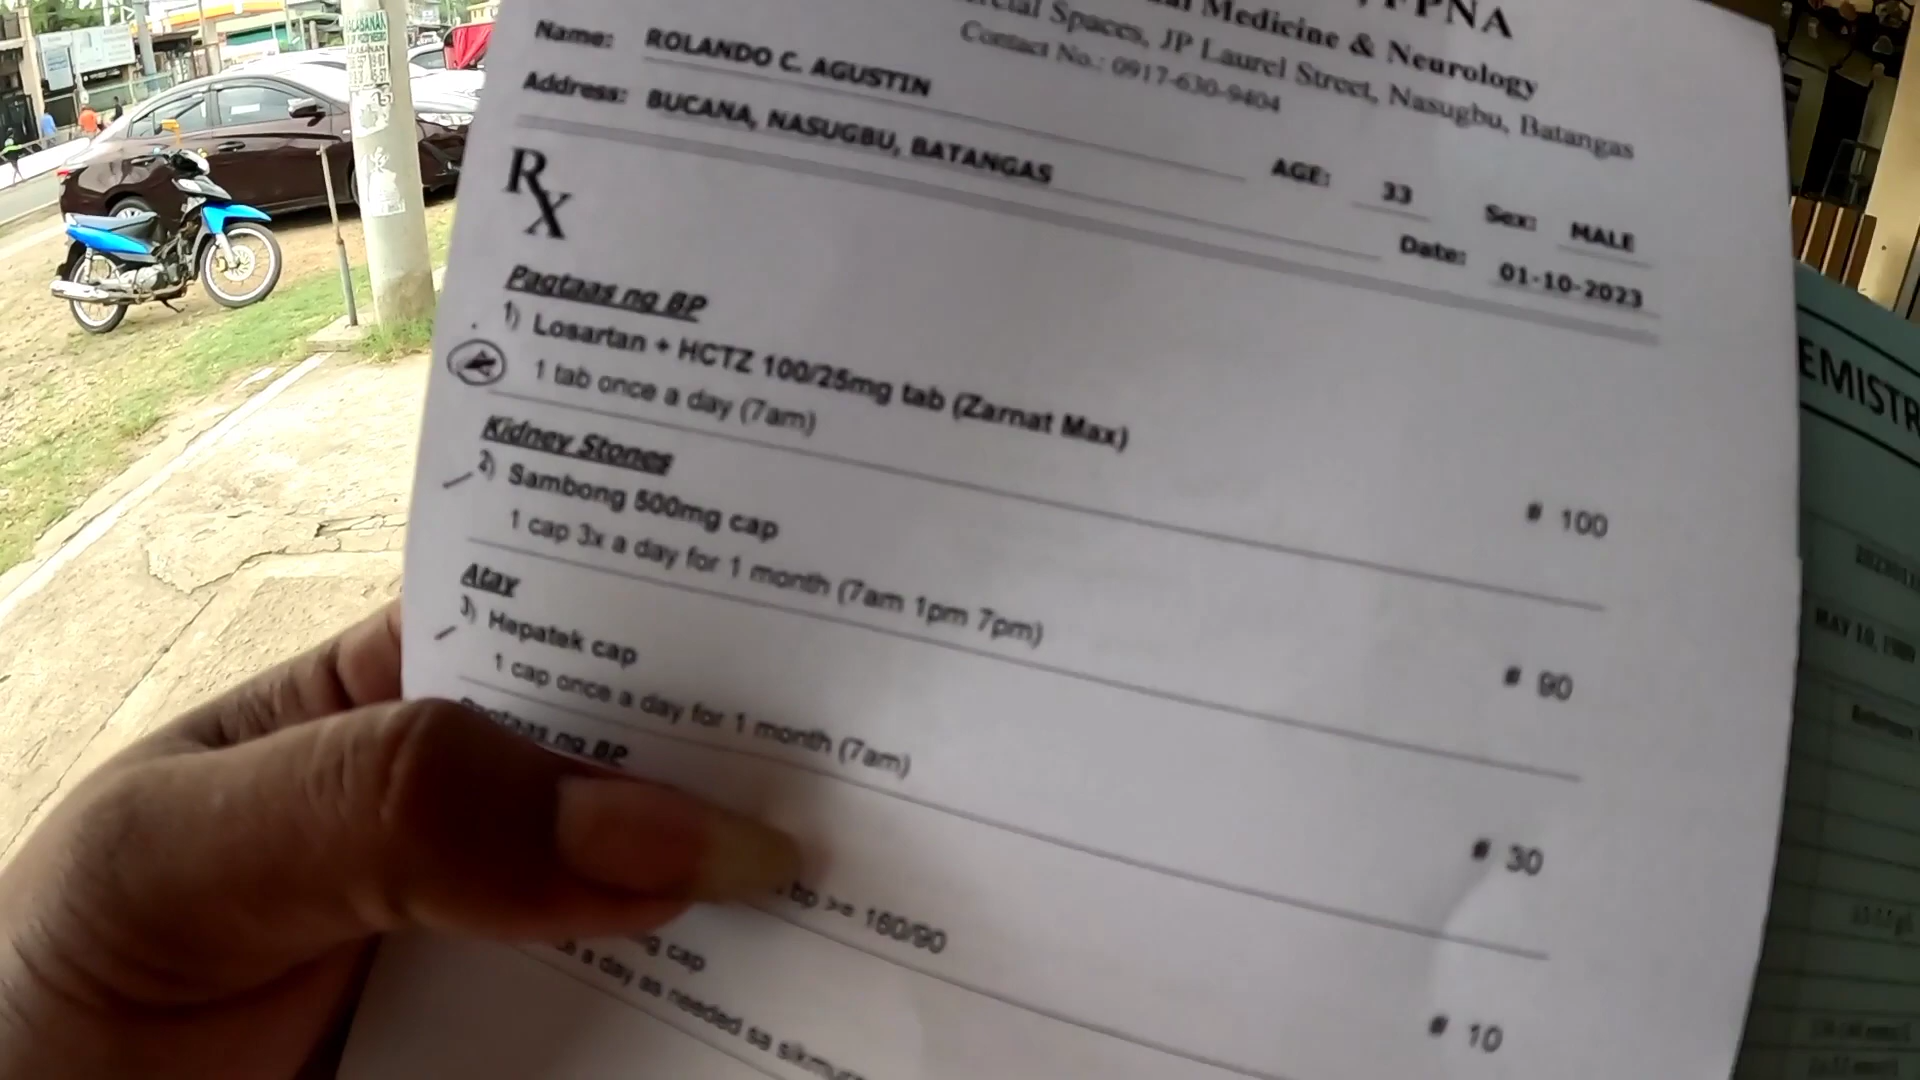 , FPNA
Medicine & Neurology
Spaces, JP Laurel Street, Nasugbu, Batangas
Contact No.: 0917-630-9404
Name: ROLANDO C. AGUSTIN
Address: BUCANA, NASUGBU, BATANGAS
AGE: 33 Sex: MALE
Date: 01-10-2023
Rx
Pagtaas ng BP
1) Losartan + HCTZ 100/25mg tab (Zarnat Max)
1 tab once a day (7am)
# 100
Kidney Stones
2) Sambong 500mg cap
1 cap 3x a day for 1 month (7am 1pm 7pm)
# 90
Atay
3) Hepatek cap
1 cap once a day for 1 month (7am)
# 30
Pagtaas ng BP
bp >= 160/90
# 10
cap
a day as needed sa
EMISTR
MAY 10,